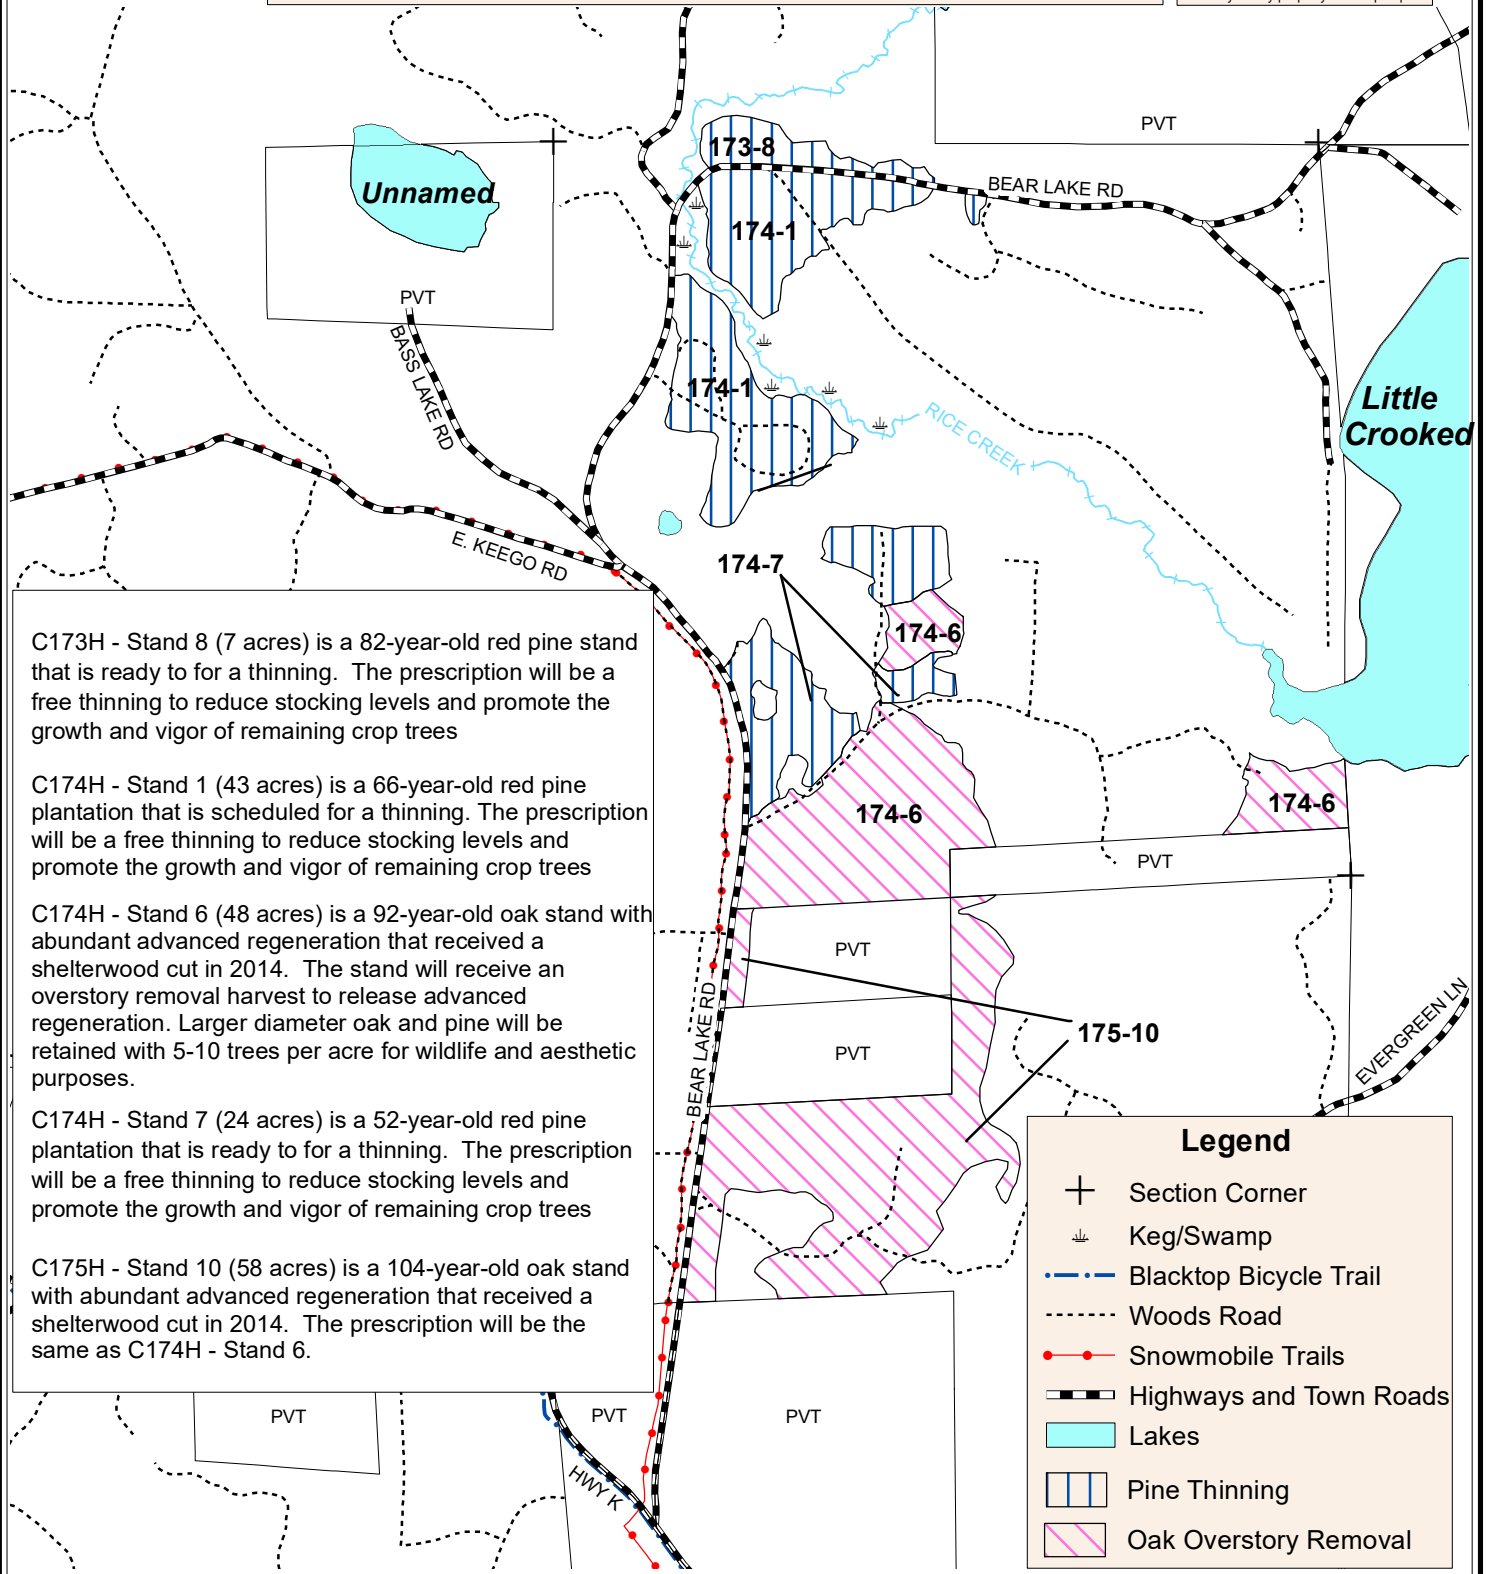 PVT
173-8
BEAR LAKE RD
Unnamed
174-1
PVT
BASS LAKE RD
174-1
Little
Crooked
RICE CREEK
E. KEEGO RD
174-7
174-6
174-6
174-6
PVT
PVT
PVT
BEAR LAKE RD
175-10
EVERGREEN LN
C173H - Stand 8 (7 acres) is a 82-year-old red pine stand
that is ready to for a thinning.  The prescription will be a
free thinning to reduce stocking levels and promote the
growth and vigor of remaining crop trees
C174H - Stand 1 (43 acres) is a 66-year-old red pine
plantation that is scheduled for a thinning. The prescription
will be a free thinning to reduce stocking levels and
promote the growth and vigor of remaining crop trees
C174H - Stand 6 (48 acres) is a 92-year-old oak stand with
abundant advanced regeneration that received a
shelterwood cut in 2014.  The stand will receive an
overstory removal harvest to release advanced
regeneration. Larger diameter oak and pine will be
retained with 5-10 trees per acre for wildlife and aesthetic
purposes.
C174H - Stand 7 (24 acres) is a 52-year-old red pine
plantation that is ready to for a thinning.  The prescription
will be a free thinning to reduce stocking levels and
promote the growth and vigor of remaining crop trees
C175H - Stand 10 (58 acres) is a 104-year-old oak stand
with abundant advanced regeneration that received a
shelterwood cut in 2014.  The prescription will be the
same as C174H - Stand 6.
PVT
PVT
PVT
HWY K
Legend
Section Corner
Keg/Swamp
Blacktop Bicycle Trail
Woods Road
Snowmobile Trails
Highways and Town Roads
Lakes
Pine Thinning
Oak Overstory Removal